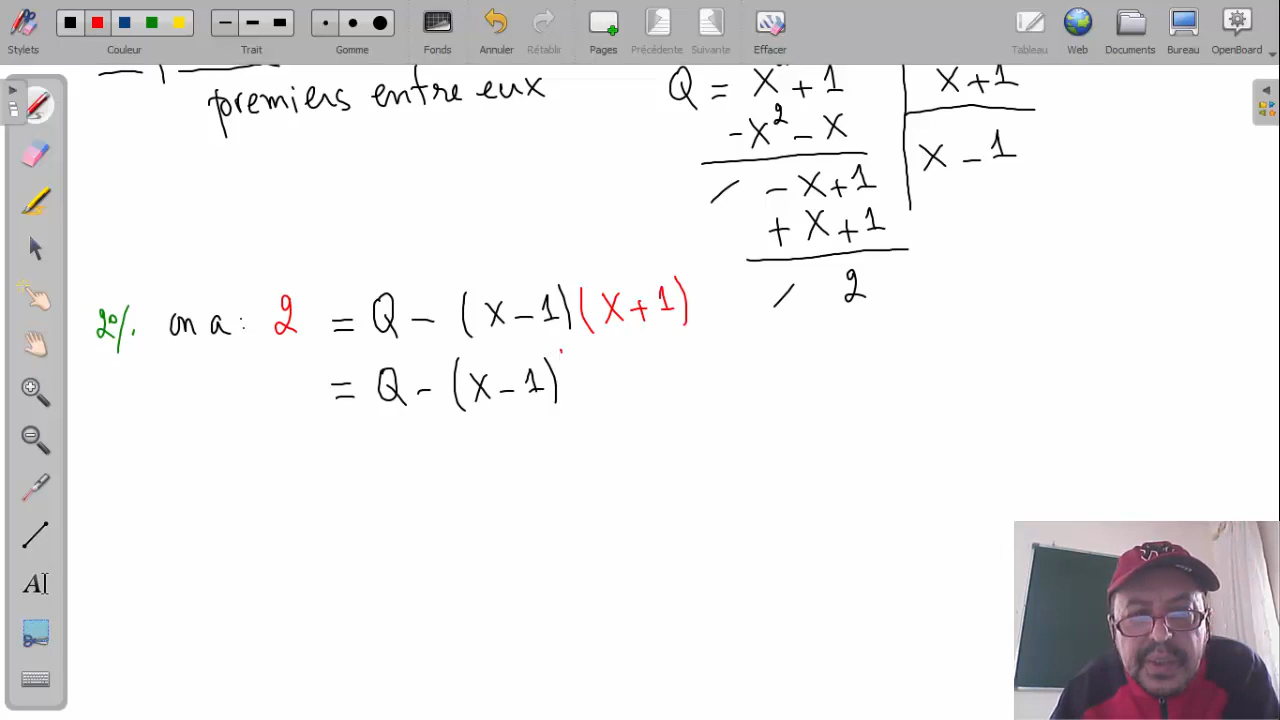 Stylets Couleur Trait Gomme Fonds Annuler Rétablir Pages Précédente Suivante Effacer Tableau Web Documents Bureau OpenBoard
premiers entre eux
Q = X² + 1 | X + 1
- X² - X | X - 1
- X + 1
+ X + 1
2
2°/. on a : 2 = Q - (X - 1)(X + 1)
= Q - (X - 1)